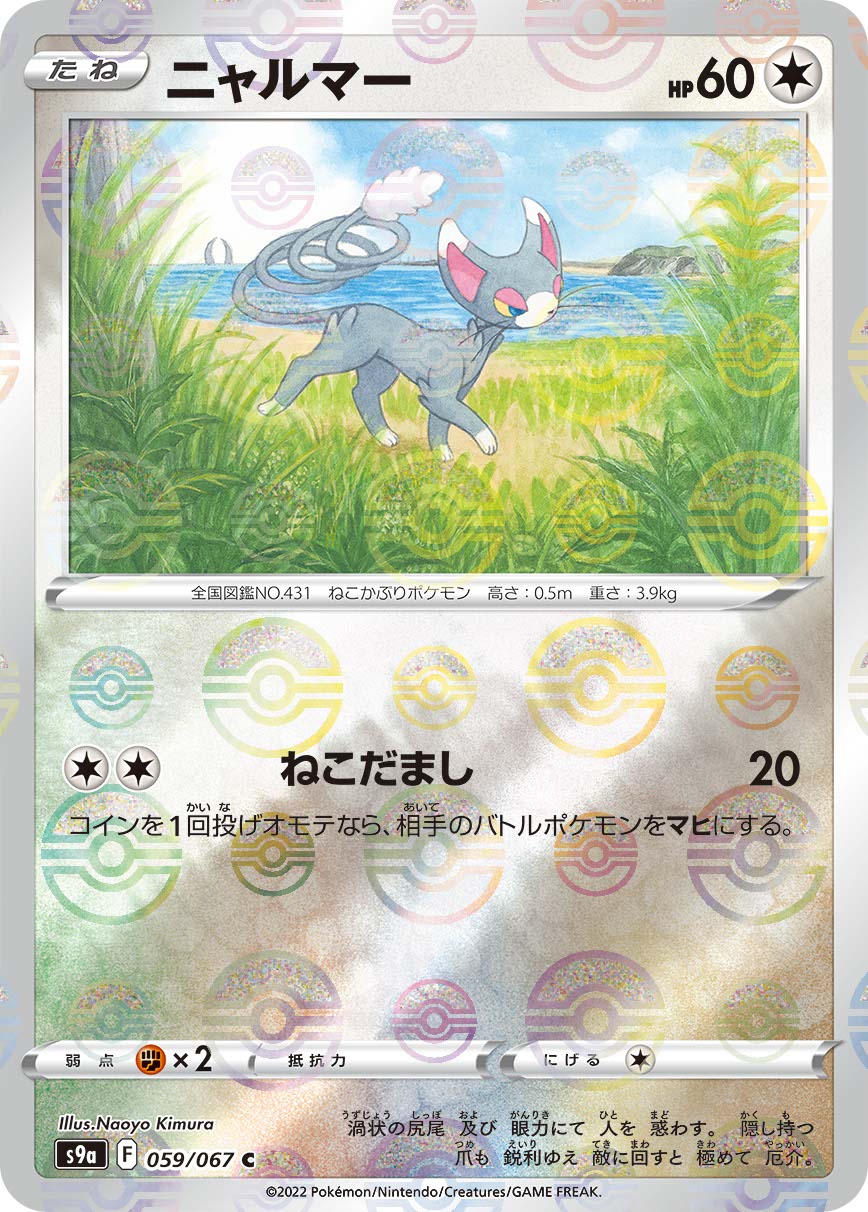 たね ニャルマー HP60
全国図鑑NO.431 ねこかぶりポケモン 高さ:0.5m 重さ:3.9kg
ねこだまし 20
コインを1回投げオモテなら、相手のバトルポケモンをマヒにする。
弱点 ×2 抵抗力 にげる
Illus.Naoyo Kimura
渦状の尻尾 及び 眼力にて 人を 惑わす。 隠し持つ
爪も 鋭利ゆえ 敵に回すと 極めて 厄介。
s9a F 059/067 C
©2022 Pokémon/Nintendo/Creatures/GAME FREAK.